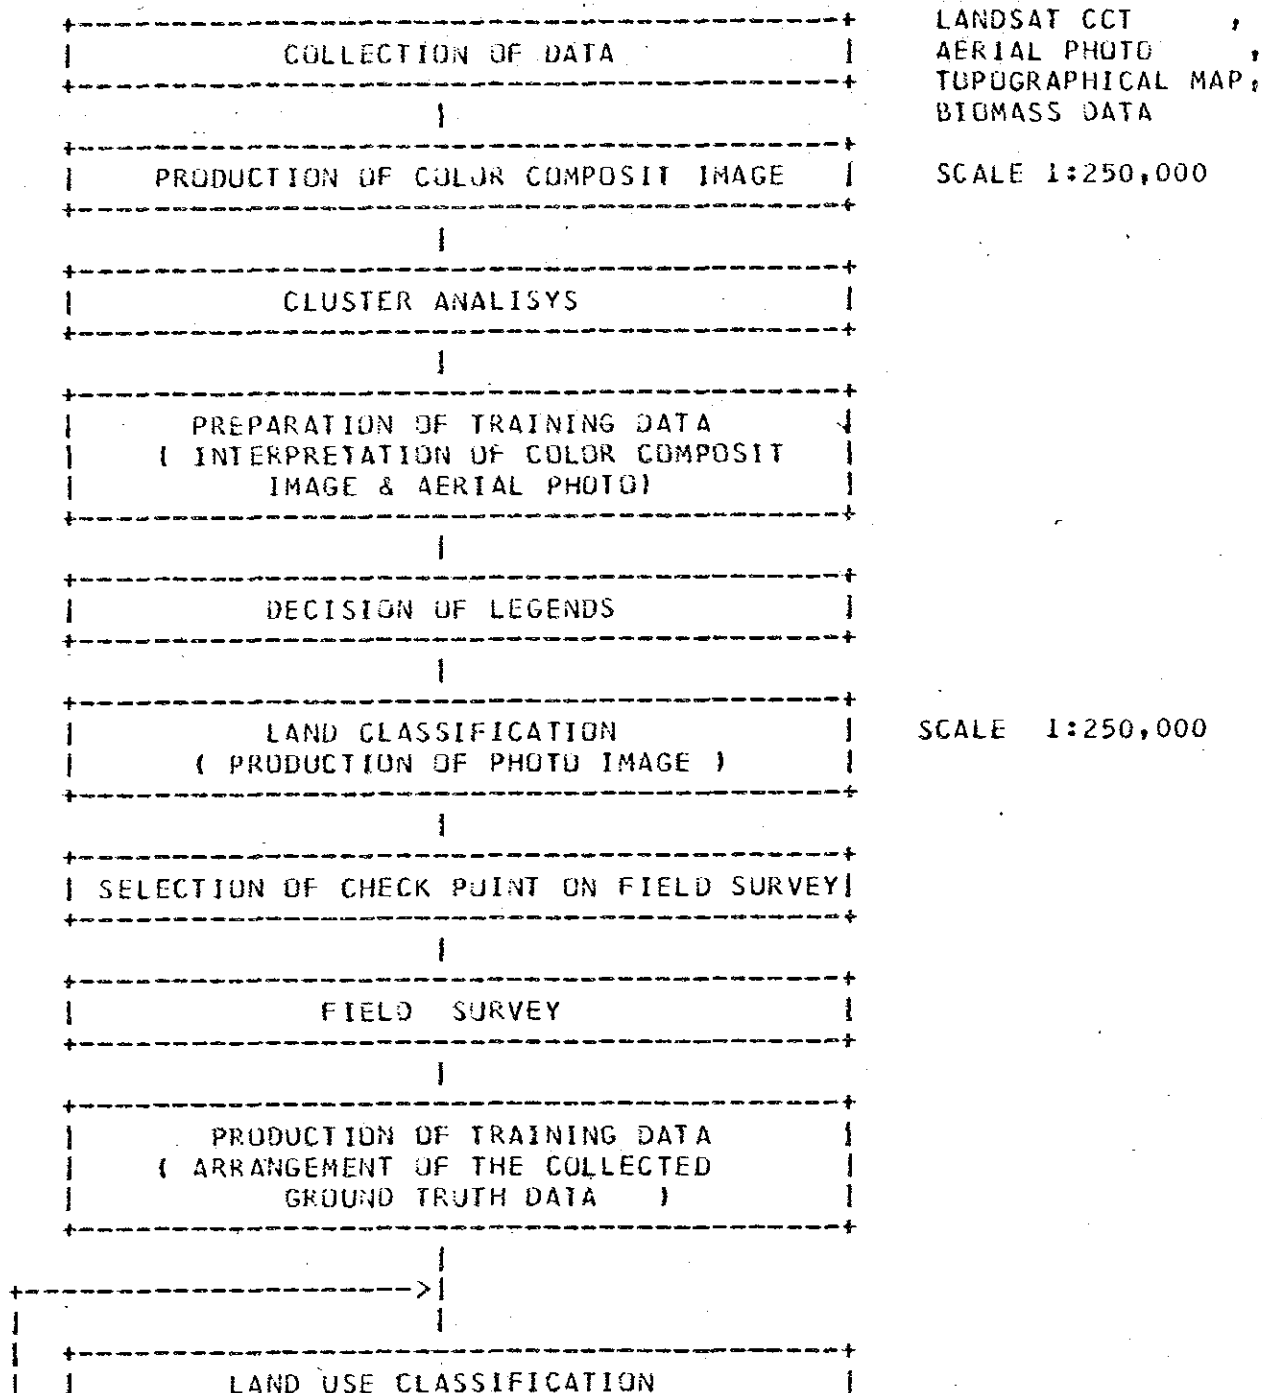 COLLECTION OF DATA
LANDSAT CCT ,
AERIAL PHOTO ,
TOPOGRAPHICAL MAP,
BIOMASS DATA
PRODUCTION OF COLOR COMPOSIT IMAGE
SCALE 1:250,000
CLUSTER ANALISYS
PREPARATION OF TRAINING DATA
( INTERPRETATION OF COLOR COMPOSIT
IMAGE & AERIAL PHOTO)
DECISION OF LEGENDS
LAND CLASSIFICATION
( PRODUCTION OF PHOTO IMAGE )
SCALE 1:250,000
SELECTION OF CHECK POINT ON FIELD SURVEY
FIELD SURVEY
PRODUCTION OF TRAINING DATA
( ARRANGEMENT OF THE COLLECTED
GROUND TRUTH DATA )
LAND USE CLASSIFICATION